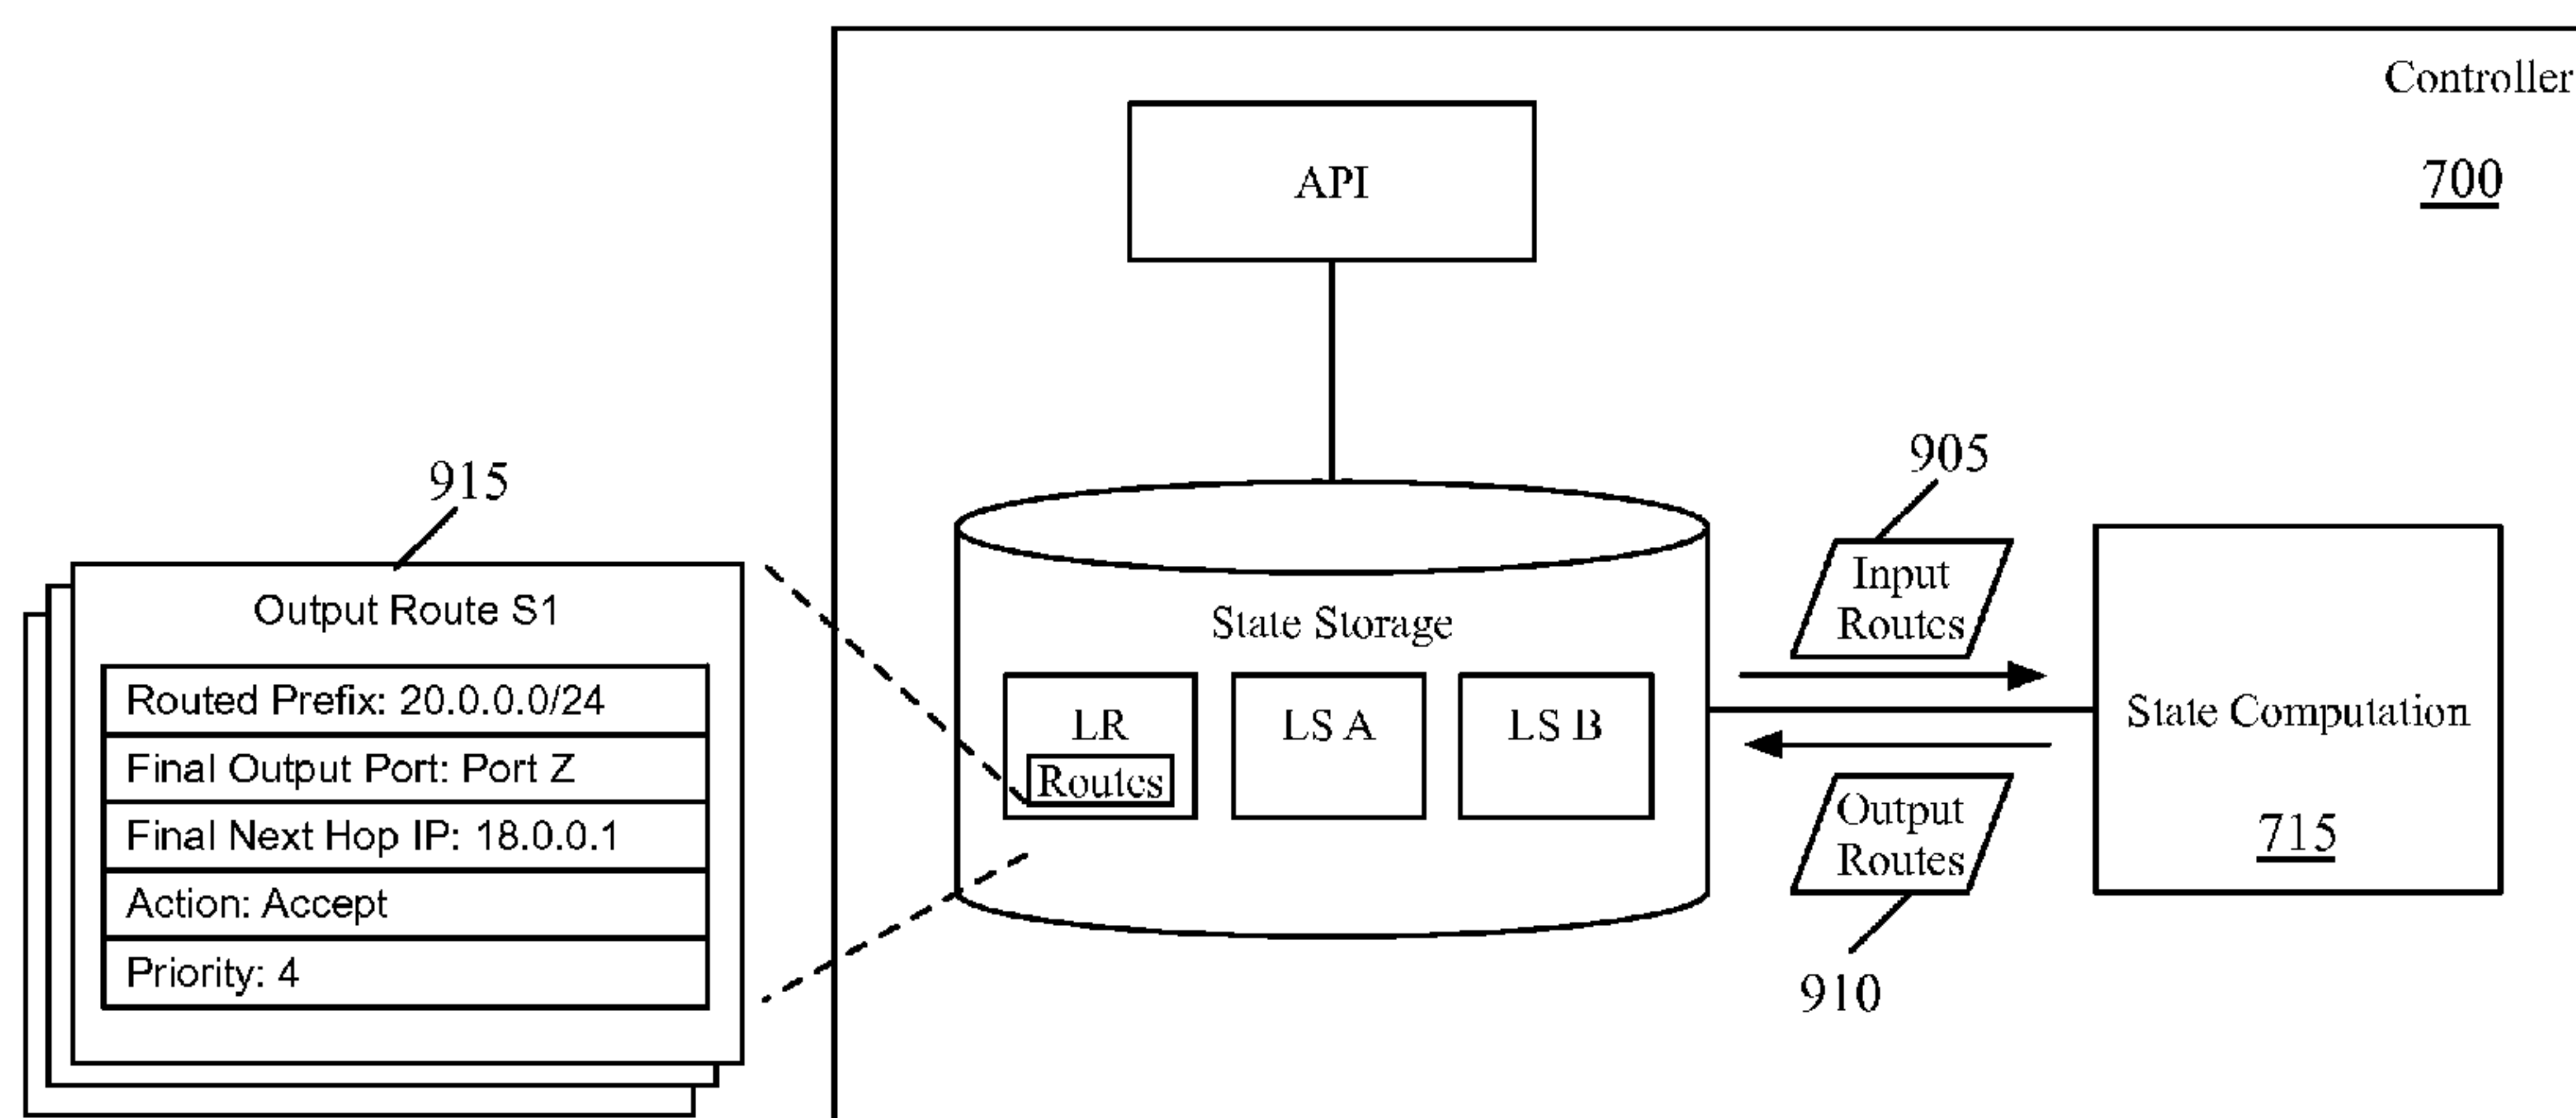 Controller
700
API
915
Output Route S1
Routed Prefix: 20.0.0.0/24
Final Output Port: Port Z
Final Next Hop IP: 18.0.0.1
Action: Accept
Priority: 4
State Storage
LR
Routes
LS A
LS B
905
Input
Routes
Output
Routes
910
State Computation
715